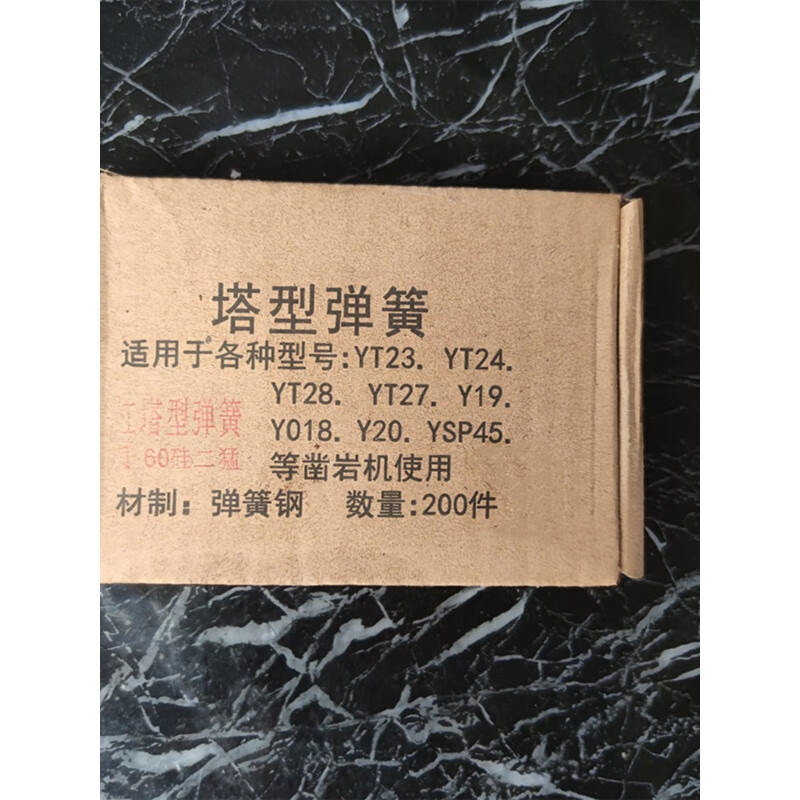 塔型弹簧
适用于各种型号:YT23. YT24.
YT28. YT27. Y19.
YO18. Y20. YSP45.
等凿岩机使用
材制: 弹簧钢 数量:200件
塔型弹簧
60硅二猛